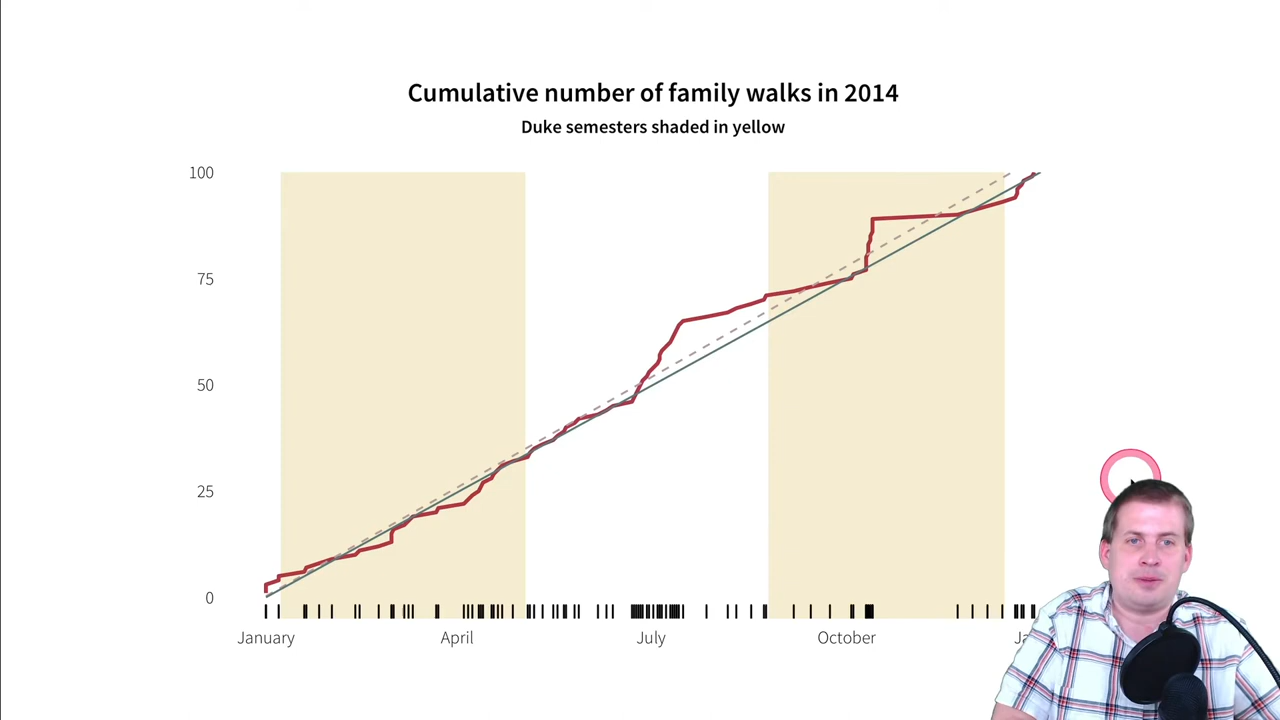 Cumulative number of family walks in 2014
Duke semesters shaded in yellow
100
75
50
25
0
January April July October